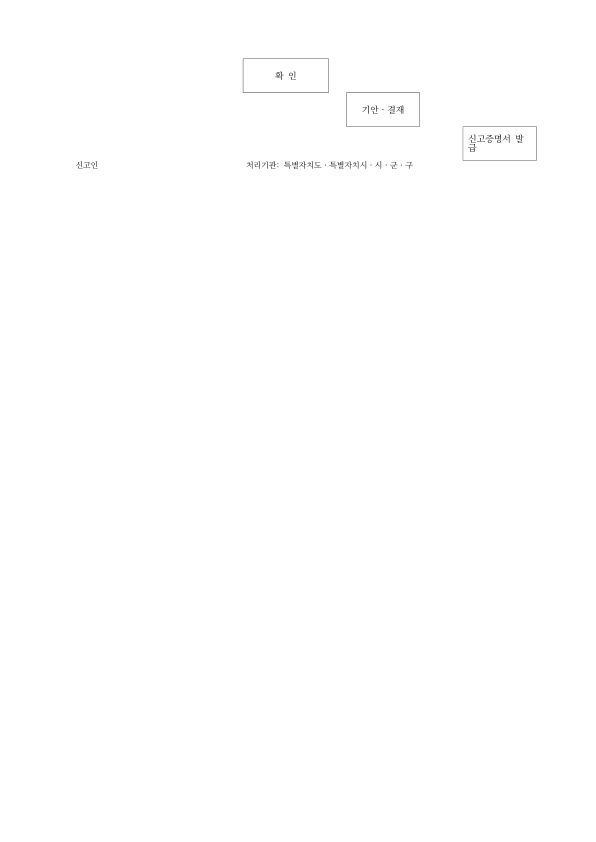 확 인
기안 · 결재
신고증명서 발
급
신고인
처리기관: 특별자치도 · 특별자치시 · 시 · 군 · 구